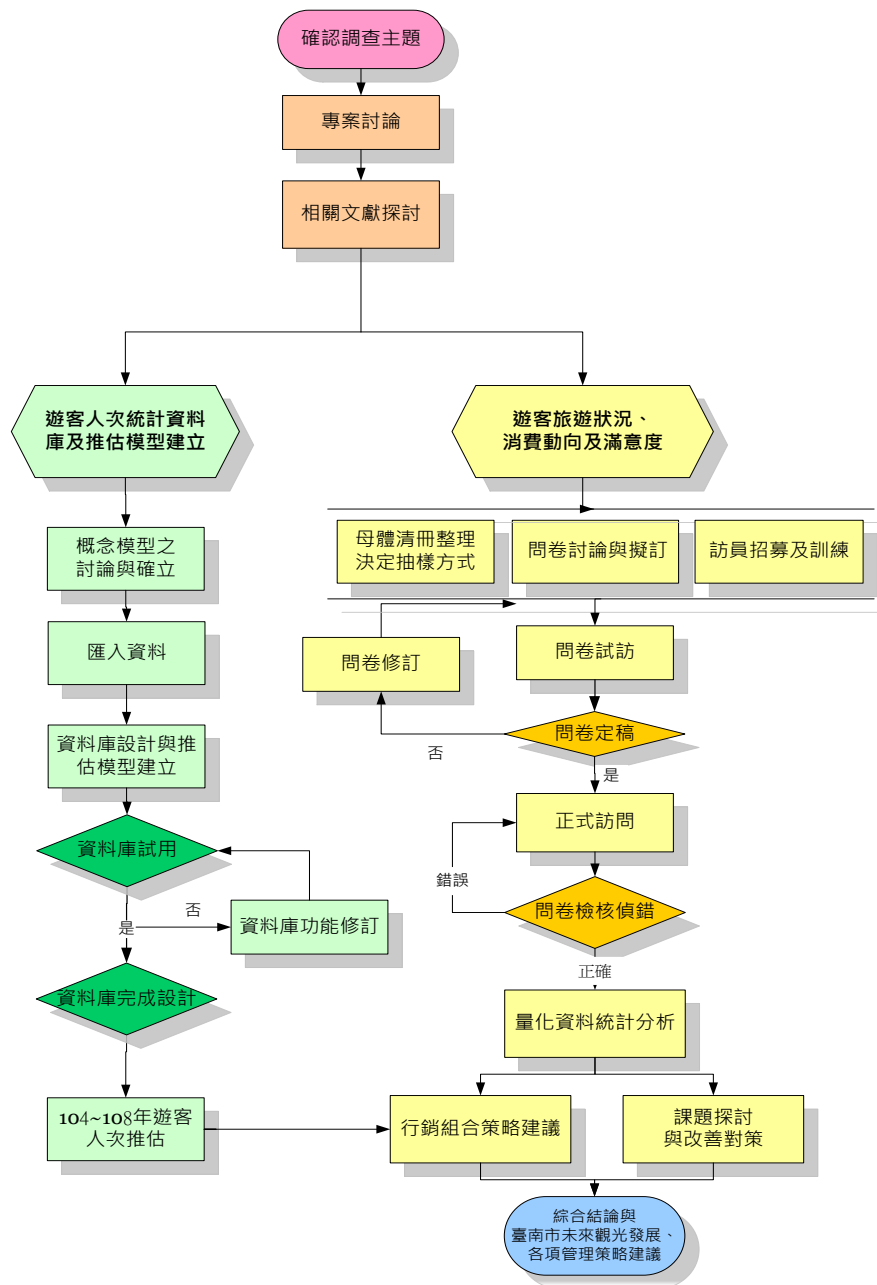 確認調查主題
專案討論
相關文獻探討
遊客人次統計資料
庫及推估模型建立
概念模型之
討論與確立
匯入資料
資料庫設計與推
估模型建立
資料庫試用
否
是
資料庫功能修訂
資料庫完成設計
104~108年遊客
人次推估
遊客旅遊狀況、
消費動向及滿意度
母體清冊整理
決定抽樣方式
問卷討論與擬訂
訪員招募及訓練
問卷修訂
問卷試訪
問卷定稿
否
是
正式訪問
錯誤
問卷檢核偵錯
正確
量化資料統計分析
行銷組合策略建議
課題探討
與改善對策
綜合結論與
臺南市未來觀光發展、
各項管理策略建議